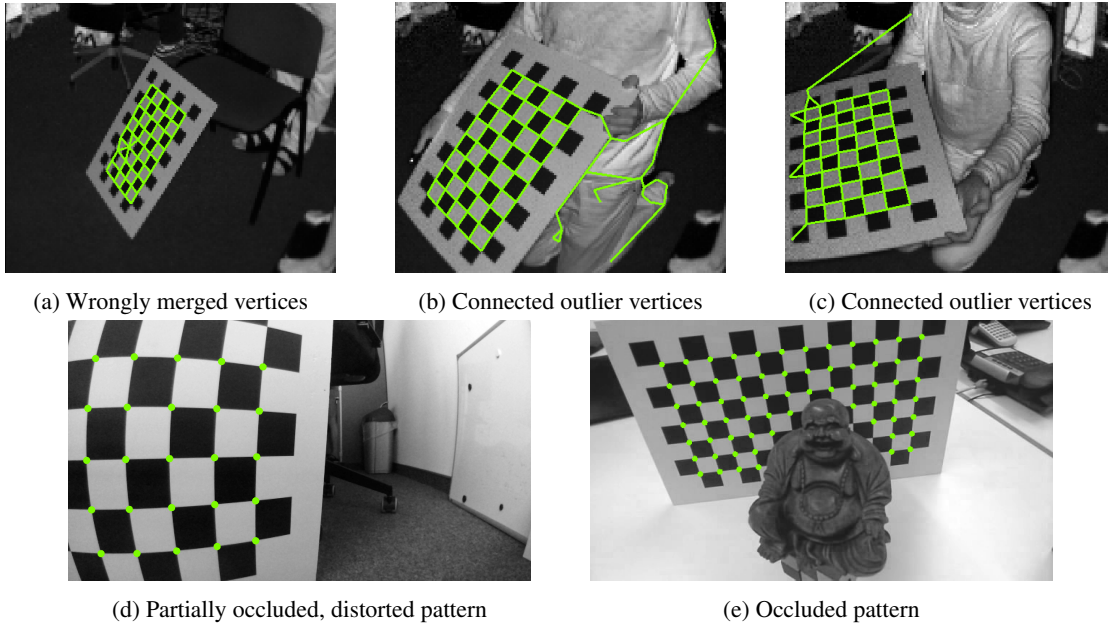 (a) Wrongly merged vertices
(b) Connected outlier vertices
(c) Connected outlier vertices
(d) Partially occluded, distorted pattern
(e) Occluded pattern